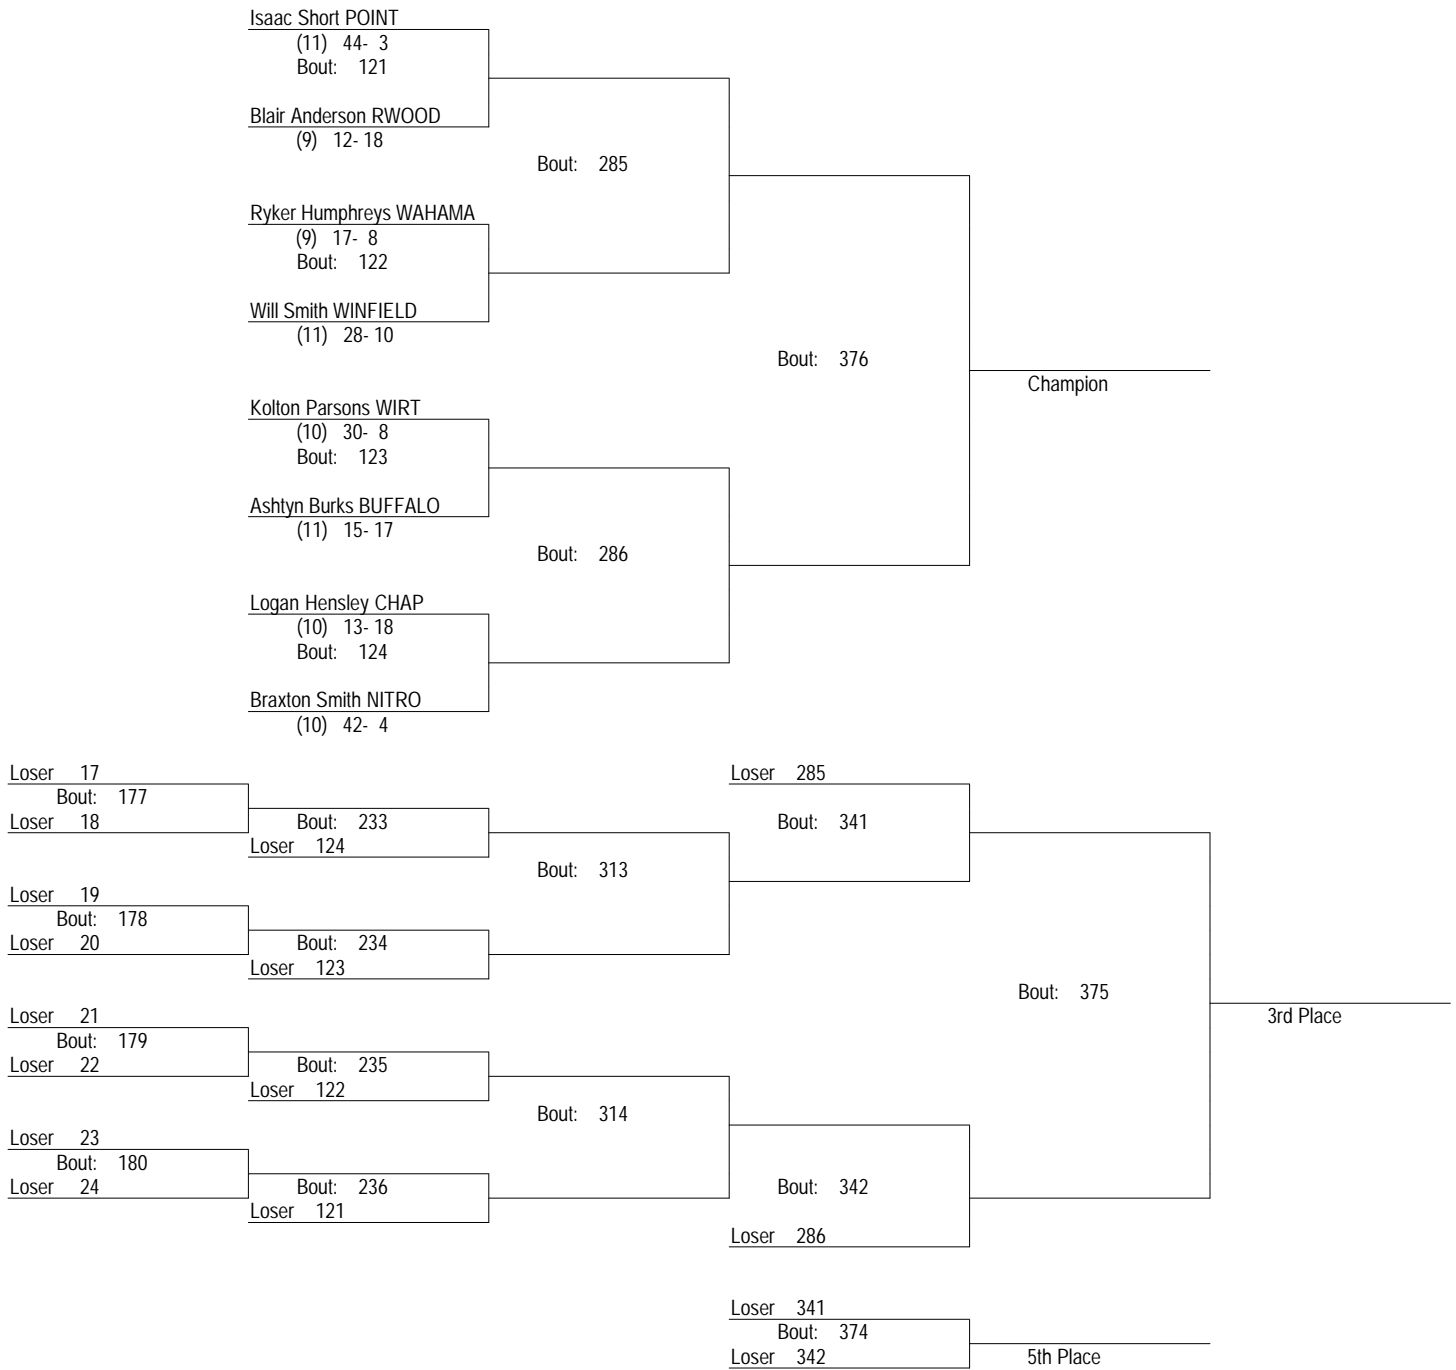 Isaac Short POINT
(11) 44- 3
Bout: 121
Blair Anderson RWOOD
(9) 12- 18
Bout: 285
Ryker Humphreys WAHAMA
(9) 17- 8
Bout: 122
Will Smith WINFIELD
(11) 28- 10
Bout: 376
Champion
Kolton Parsons WIRT
(10) 30- 8
Bout: 123
Ashtyn Burks BUFFALO
(11) 15- 17
Bout: 286
Logan Hensley CHAP
(10) 13- 18
Bout: 124
Braxton Smith NITRO
(10) 42- 4
Loser 17
Bout: 177
Loser 18
Bout: 233
Loser 124
Bout: 313
Loser 285
Bout: 341
Loser 19
Bout: 178
Loser 20
Bout: 234
Loser 123
Bout: 375
3rd Place
Loser 21
Bout: 179
Loser 22
Bout: 235
Loser 122
Bout: 314
Loser 23
Bout: 180
Loser 24
Bout: 236
Loser 121
Bout: 342
Loser 286
Loser 341
Bout: 374
Loser 342
5th Place